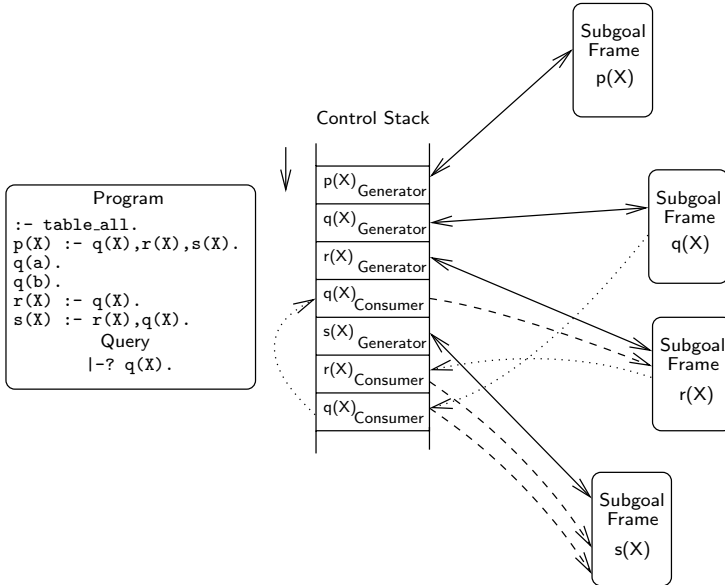 Program
:- table_all.
p(X) :- q(X),r(X),s(X).
q(a).
q(b).
r(X) :- q(X).
s(X) :- r(X),q(X).
Query
|-? q(X).
Control Stack
p(X) Generator
q(X) Generator
r(X) Generator
q(X) Consumer
s(X) Generator
r(X) Consumer
q(X) Consumer
Subgoal
Frame
p(X)
Subgoal
Frame
q(X)
Subgoal
Frame
r(X)
Subgoal
Frame
s(X)